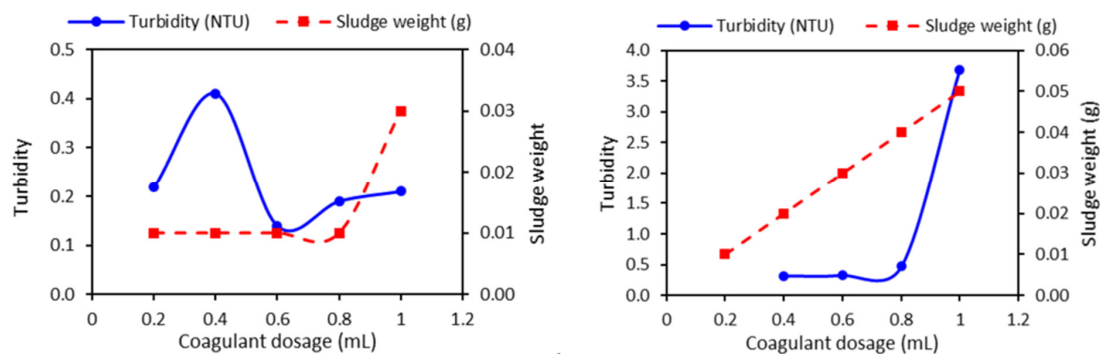 Turbidity (NTU) Sludge weight (g)
0.5 0.04
0.4 0.03
0.3 0.02
0.2 0.01
0.1 0.00
0.0
Turbidity
Sludge weight
0 0.2 0.4 0.6 0.8 1 1.2
Coagulant dosage (mL)
Turbidity (NTU) Sludge weight (g)
4.0 0.06
3.5 0.05
3.0 0.04
2.5 0.03
2.0 0.02
1.5 0.01
1.0 0.00
0.5
0.0
Turbidity
Sludge weight (g)
0 0.2 0.4 0.6 0.8 1 1.2
Coagulant dosage (mL)